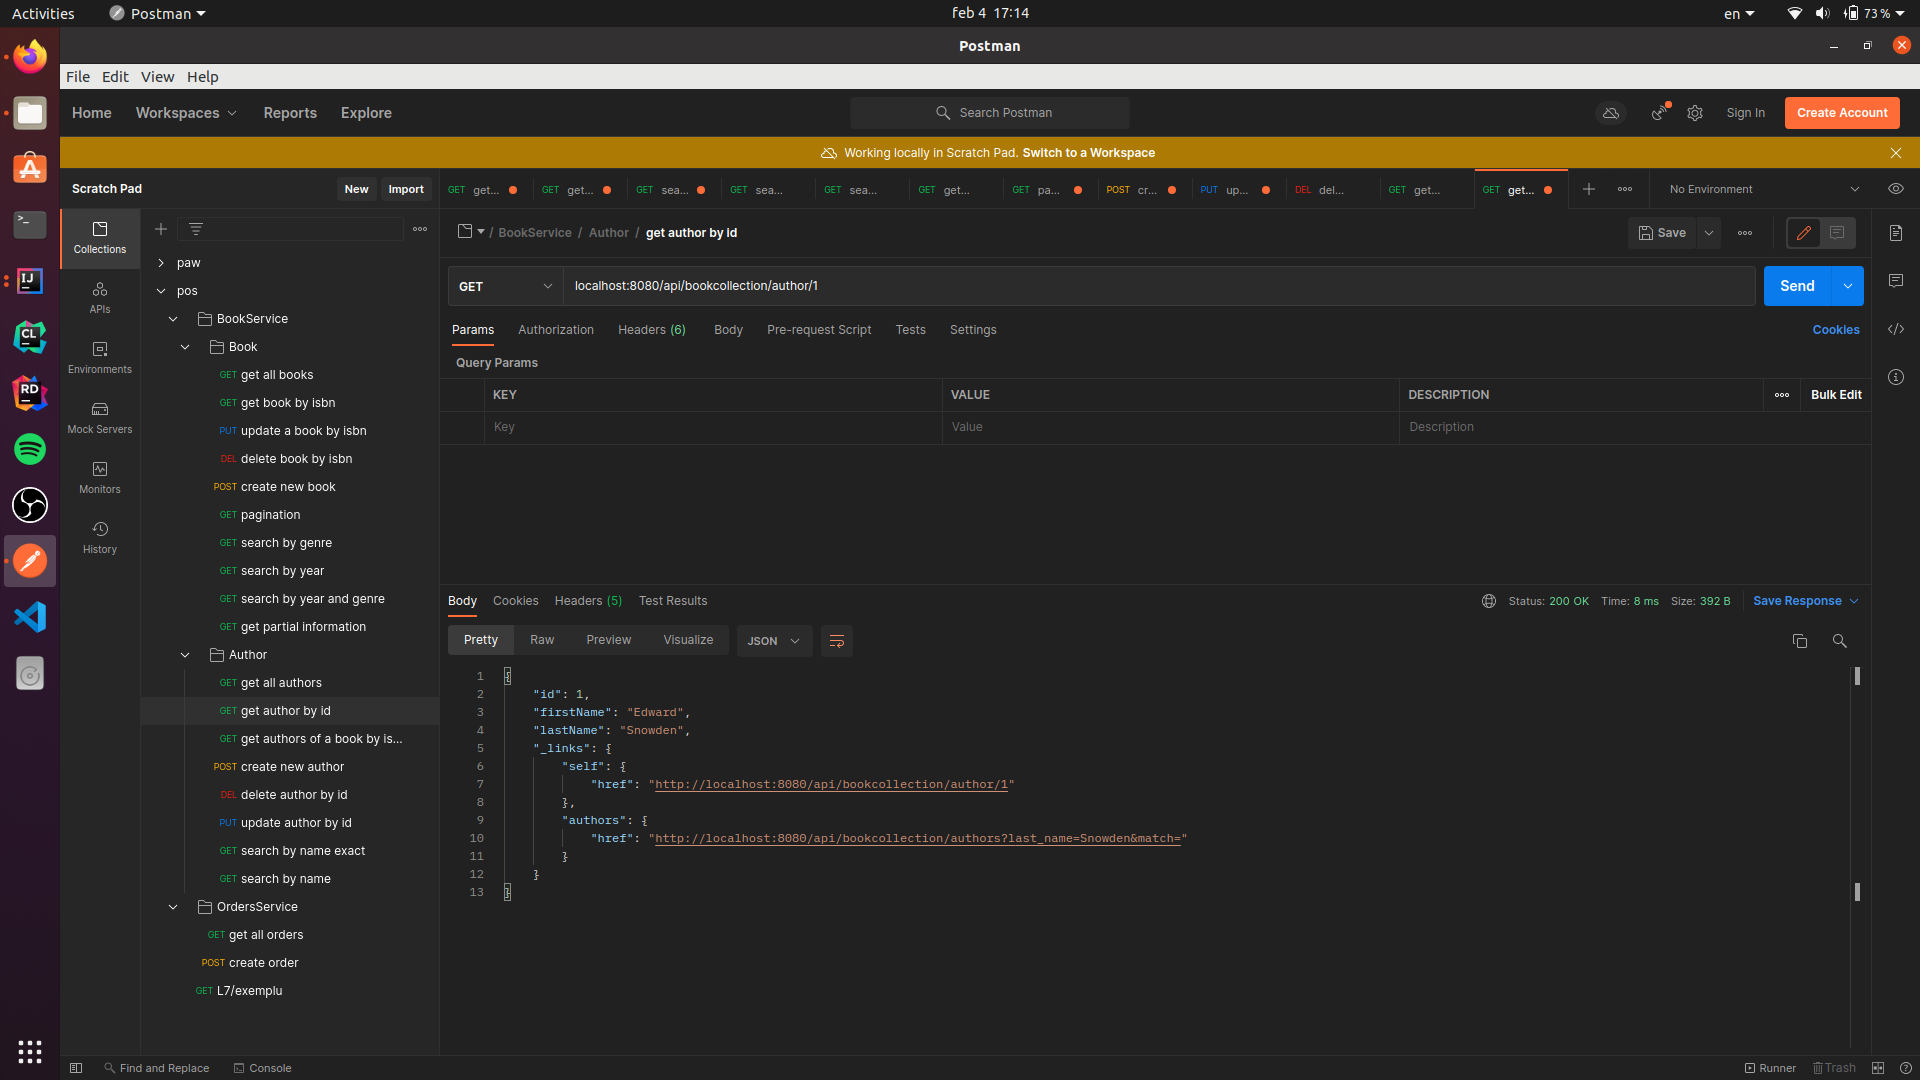 Activities Postman feb 4 17:14 en 73 %
Postman
File Edit View Help
Home Workspaces Reports Explore Search Postman Sign In Create Account
Working locally in Scratch Pad. Switch to a Workspace
Scratch Pad New Import
GET get... GET get... GET sea... GET sea... GET sea... GET get... GET pa... POST cr... PUT up... DEL del... GET get... GET get... No Environment
Collections
APIs
Environments
Mock Servers
Monitors
History
paw
pos
BookService
Book
GET get all books
GET get book by isbn
PUT update a book by isbn
DEL delete book by isbn
POST create new book
GET pagination
GET search by genre
GET search by year
GET search by year and genre
GET get partial information
Author
GET get all authors
GET get author by id
GET get authors of a book by is...
POST create new author
DEL delete author by id
PUT update author by id
GET search by name exact
GET search by name
OrdersService
GET get all orders
POST create order
GET L7/exemplu
/ BookService / Author / get author by id Save
GET localhost:8080/api/bookcollection/author/1 Send
Params Authorization Headers (6) Body Pre-request Script Tests Settings Cookies
Query Params
KEY VALUE DESCRIPTION Bulk Edit
Key Value Description
Body Cookies Headers (5) Test Results Status: 200 OK Time: 8 ms Size: 392 B Save Response
Pretty Raw Preview Visualize JSON
1 {
2 "id": 1,
3 "firstName": "Edward",
4 "lastName": "Snowden",
5 "_links": {
6 "self": {
7 "href": "http://localhost:8080/api/bookcollection/author/1"
8 },
9 "authors": {
10 "href": "http://localhost:8080/api/bookcollection/authors?last_name=Snowden&match="
11 }
12 }
13 }
Find and Replace Console Runner Trash